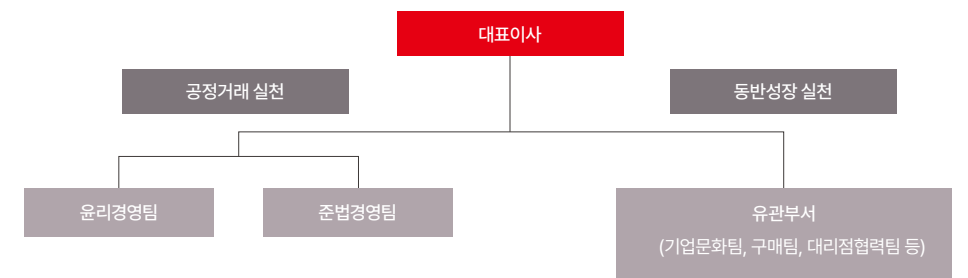 대표이사
공정거래 실천
동반성장 실천
윤리경영팀
준법경영팀
유관부서
(기업문화팀, 구매팀, 대리점협력팀 등)